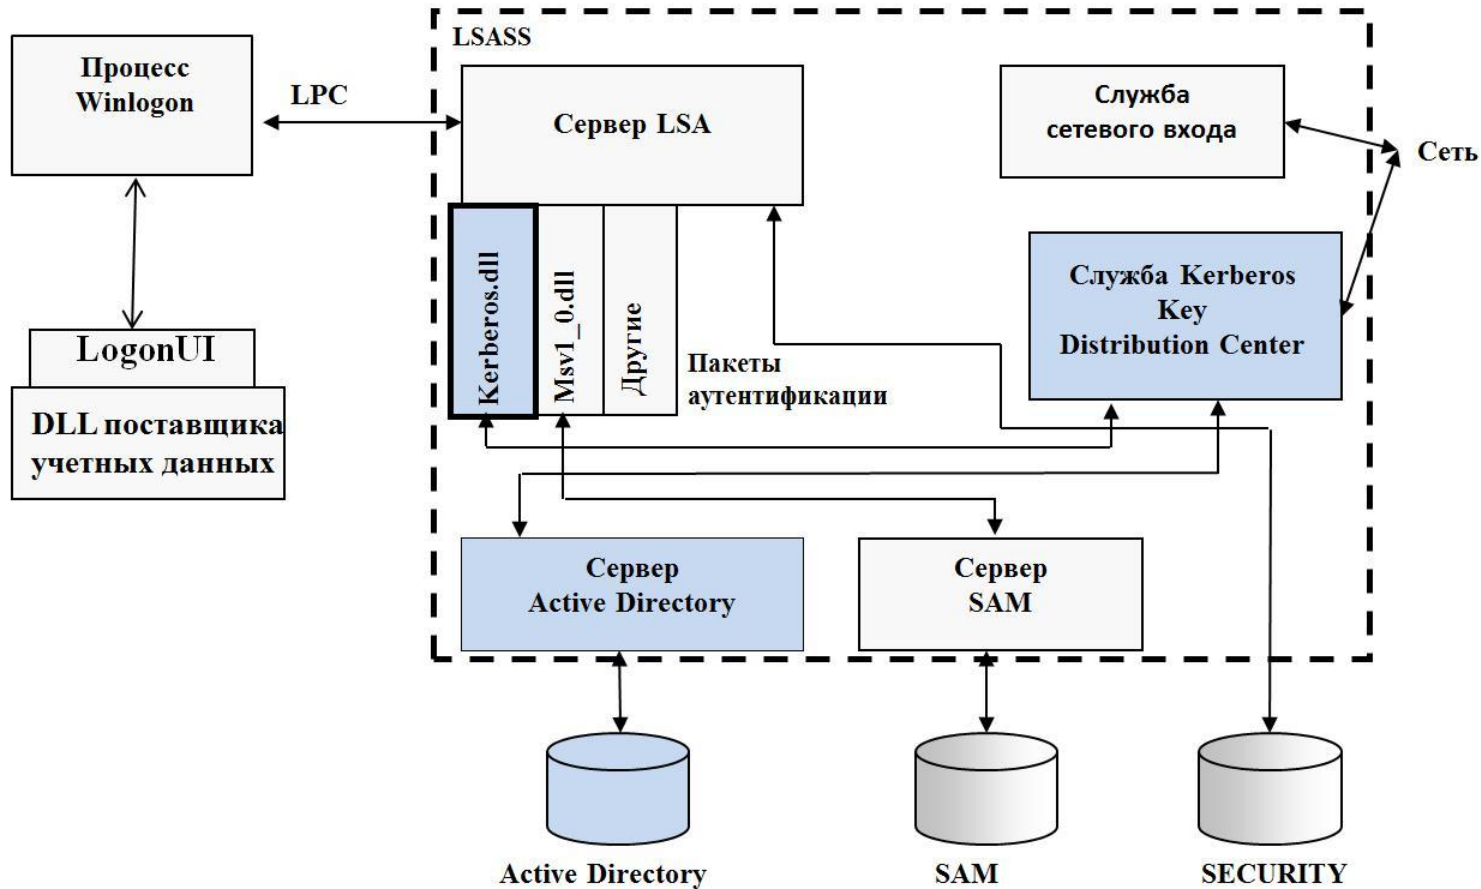 LSASS
Процесс
Winlogon
LPC
Сервер LSA
Служба
сетевого входа
Сеть
Kerberos.dll
Msv1_0.dll
Другие
Пакеты
аутентификации
Служба Kerberos
Key
Distribution Center
LogonUI
DLL поставщика
учетных данных
Сервер
Active Directory
Сервер
SAM
Active Directory
SAM
SECURITY